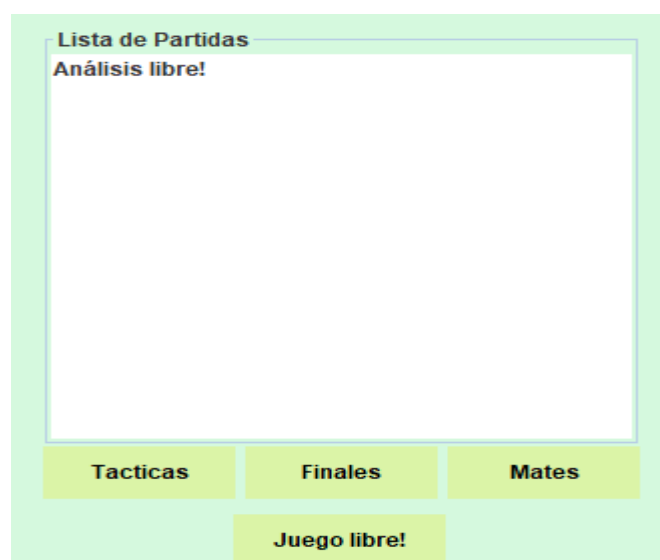 Lista de Partidas
Análisis libre!
Tacticas Finales Mates
Juego libre!